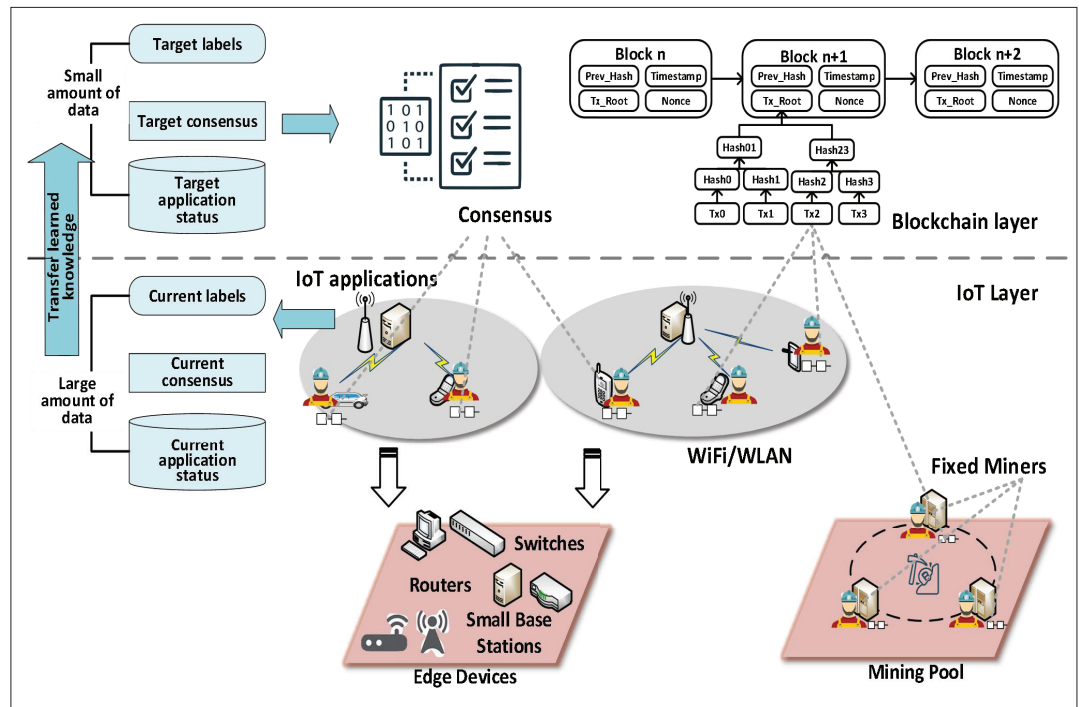 Target labels
Small
amount of
data
Target consensus
Target
application
status
Transfer learned
knowledge
1 0 1
0 1 0
1 0 1
Consensus
Block n
Prev_Hash
Timestamp
Tx_Root
Nonce
Block n+1
Prev_Hash
Timestamp
Tx_Root
Nonce
Block n+2
Prev_Hash
Timestamp
Tx_Root
Nonce
Hash01
Hash23
Hash0
Hash1
Hash2
Hash3
Tx0
Tx1
Tx2
Tx3
Blockchain layer
IoT applications
IoT Layer
Current labels
Large
amount of
data
Current
consensus
Current
application
status
WiFi/WLAN
Fixed Miners
Switches
Routers
Small Base
Stations
Edge Devices
Mining Pool